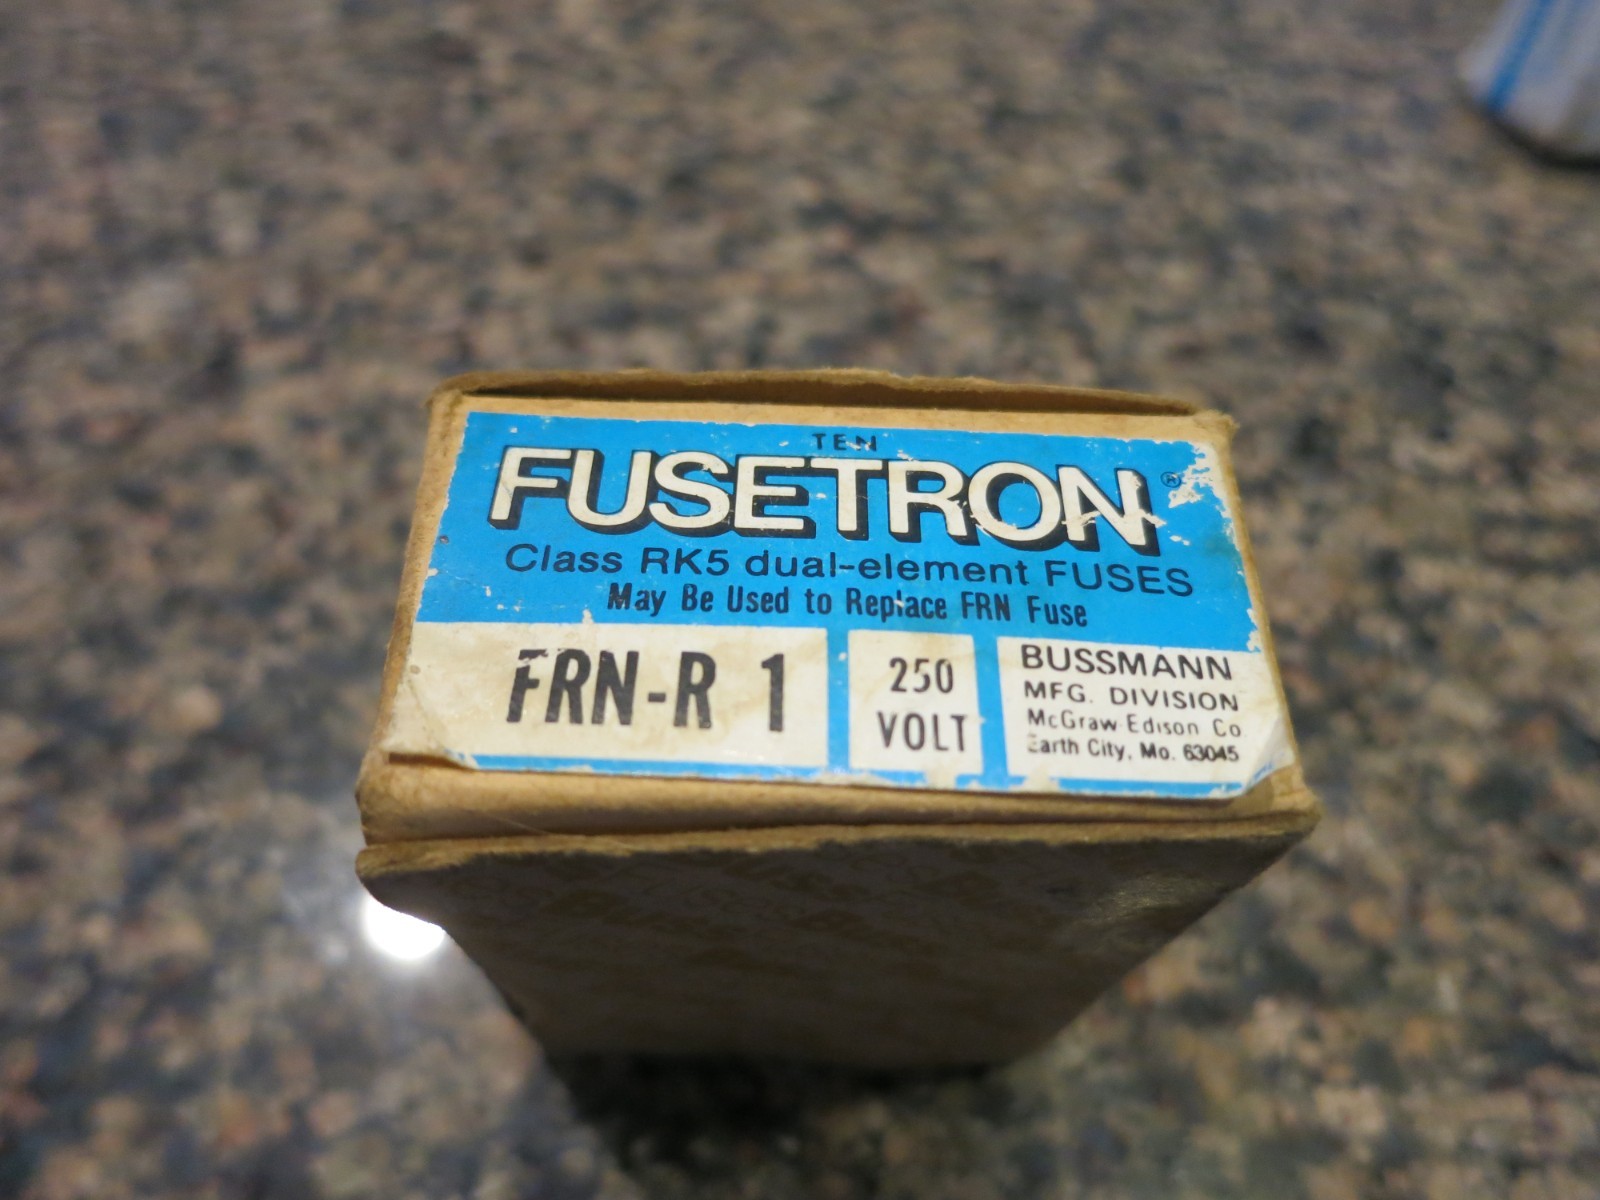 TEN
FUSETRON®
Class RK5 dual-element FUSES
May Be Used to Replace FRN Fuse
FRN-R 1
250
VOLT
BUSSMANN
MFG. DIVISION
McGraw-Edison Co
Earth City, Mo. 63045